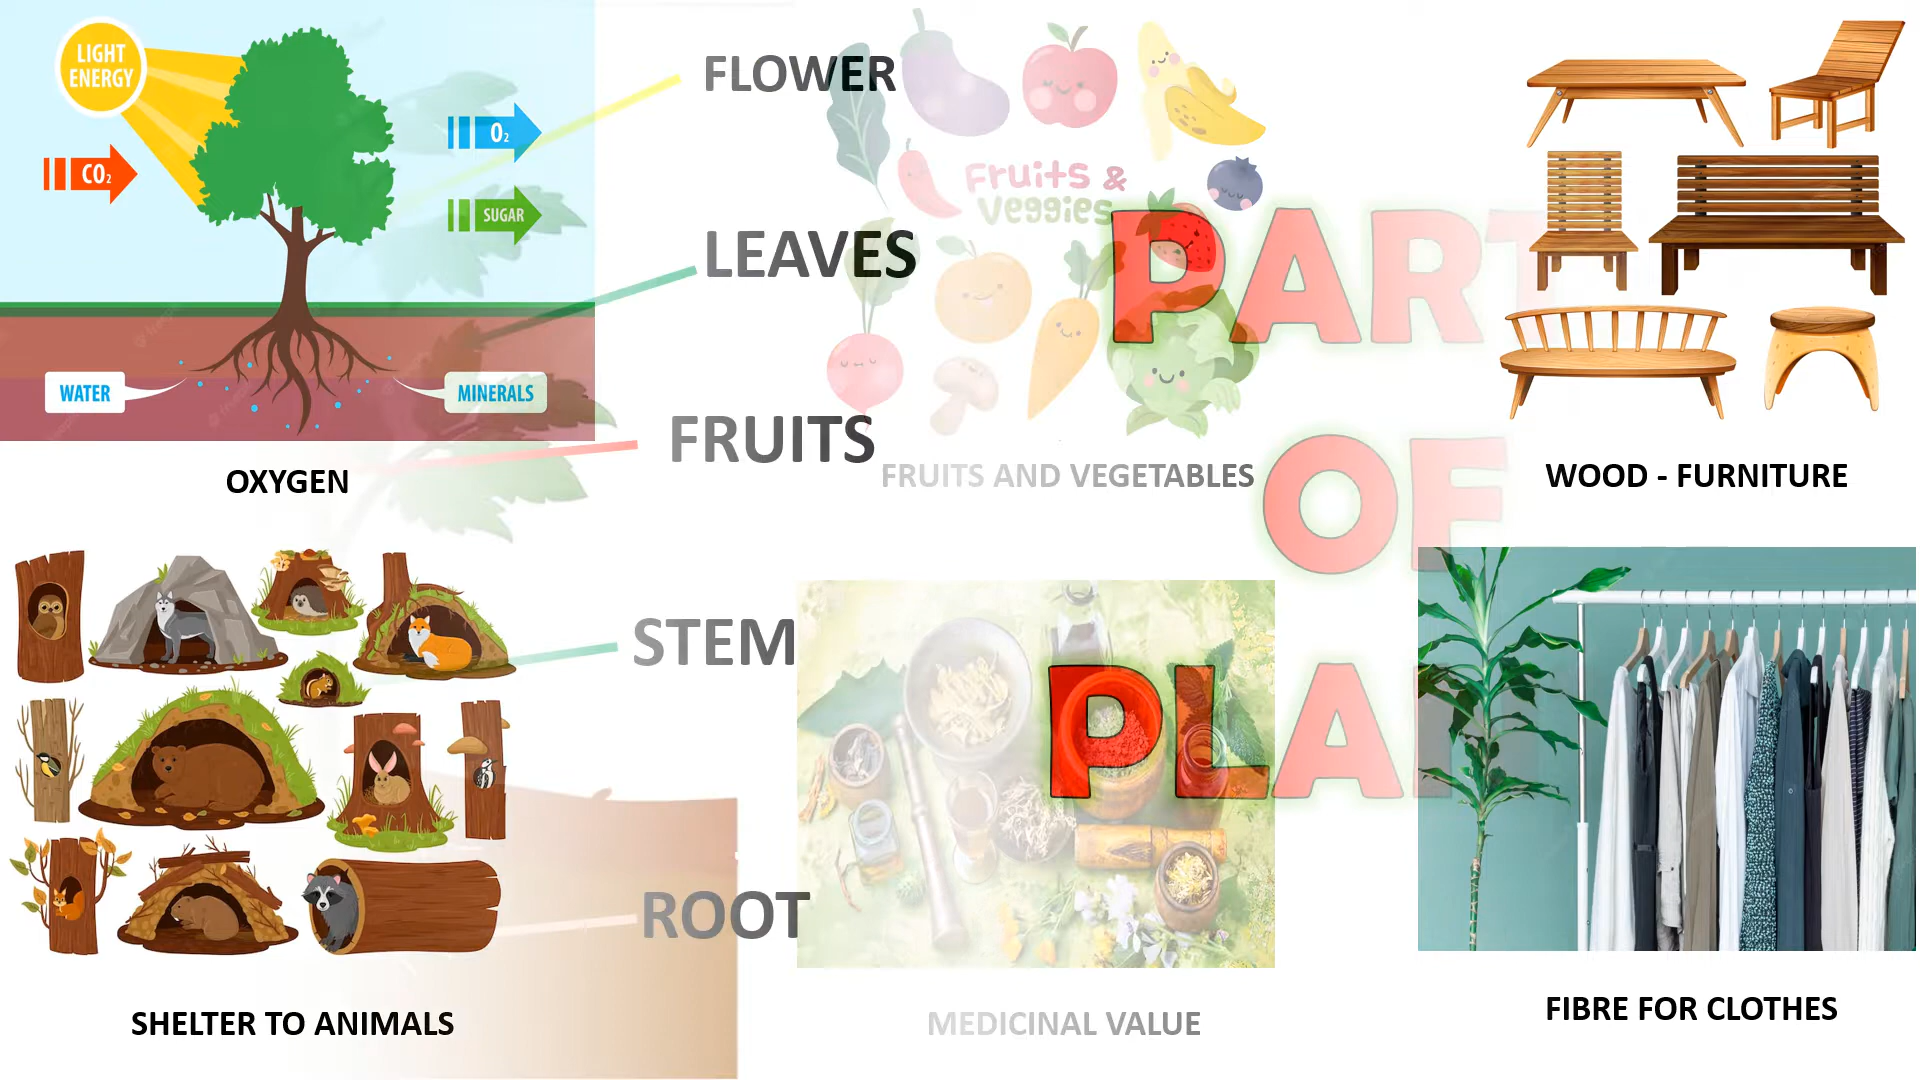 LIGHT
ENERGY
CO₂
O₂
SUGAR
WATER
MINERALS
OXYGEN
FLOWER
LEAVES
FRUITS
STEM
ROOT
Fruits &
Veggies
FRUITS AND VEGETABLES
PART
OF
PLA
WOOD - FURNITURE
SHELTER TO ANIMALS
MEDICINAL VALUE
FIBRE FOR CLOTHES